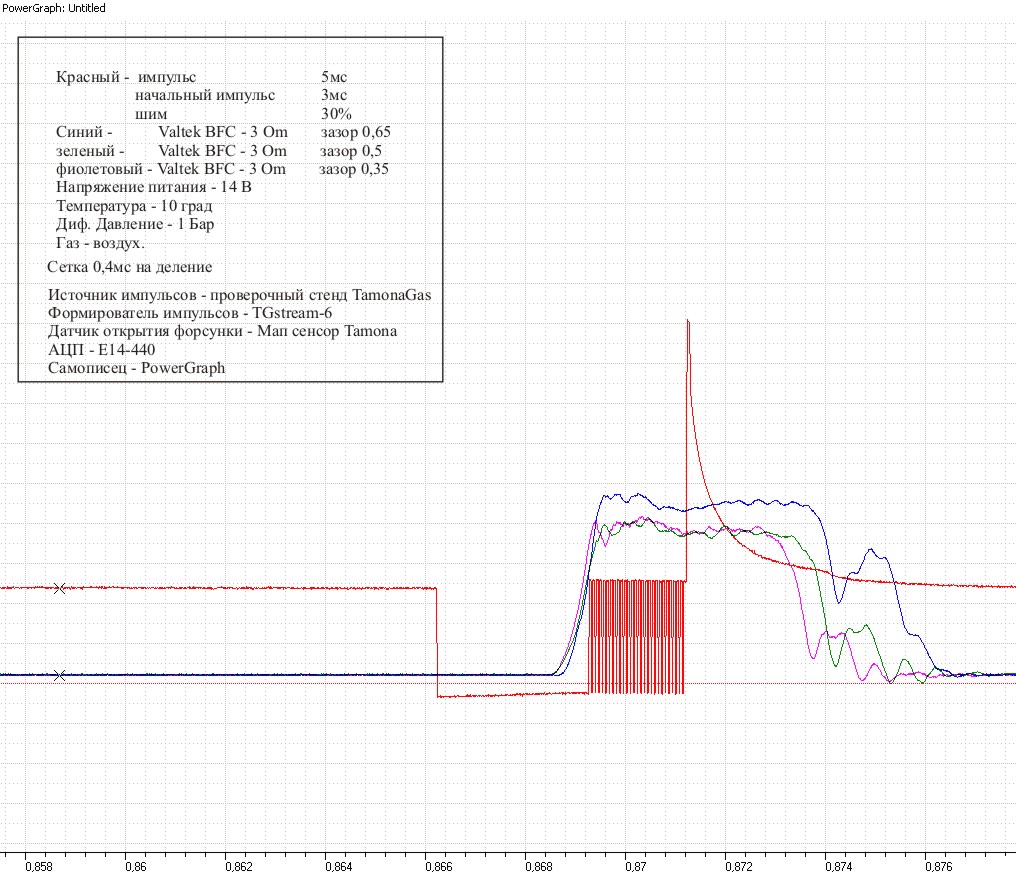 PowerGraph: Untitled
Красный - импульс 5мс
начальный импульс 3мс
шим 30%
Синий - Valtek BFC - 3 Om зазор 0,65
зеленый - Valtek BFC - 3 Om зазор 0,5
фиолетовый - Valtek BFC - 3 Om зазор 0,35
Напряжение питания - 14 В
Температура - 10 град
Диф. Давление - 1 Бар
Газ - воздух.
Сетка 0,4мс на деление
Источник импульсов - проверочный стенд TamonaGas
Формирователь импульсов - TGstream-6
Датчик открытия форсунки - Мап сенсор Tamona
АЦП - E14-440
Самописец - PowerGraph
0,858 0,86 0,862 0,864 0,866 0,868 0,87 0,872 0,874 0,876